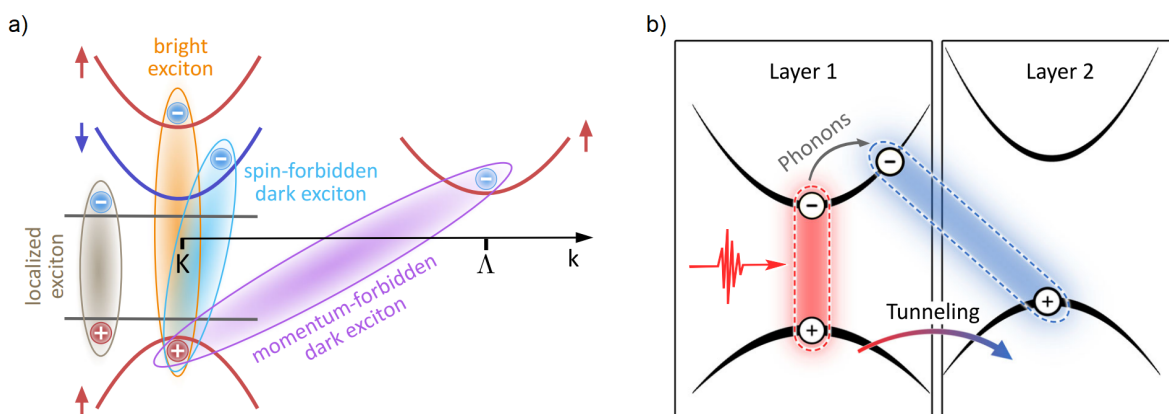 a)
bright
exciton
spin-forbidden
dark exciton
localized
exciton
K
Λ
k
momentum-forbidden
dark exciton
b)
Layer 1
Layer 2
Phonons
Tunneling